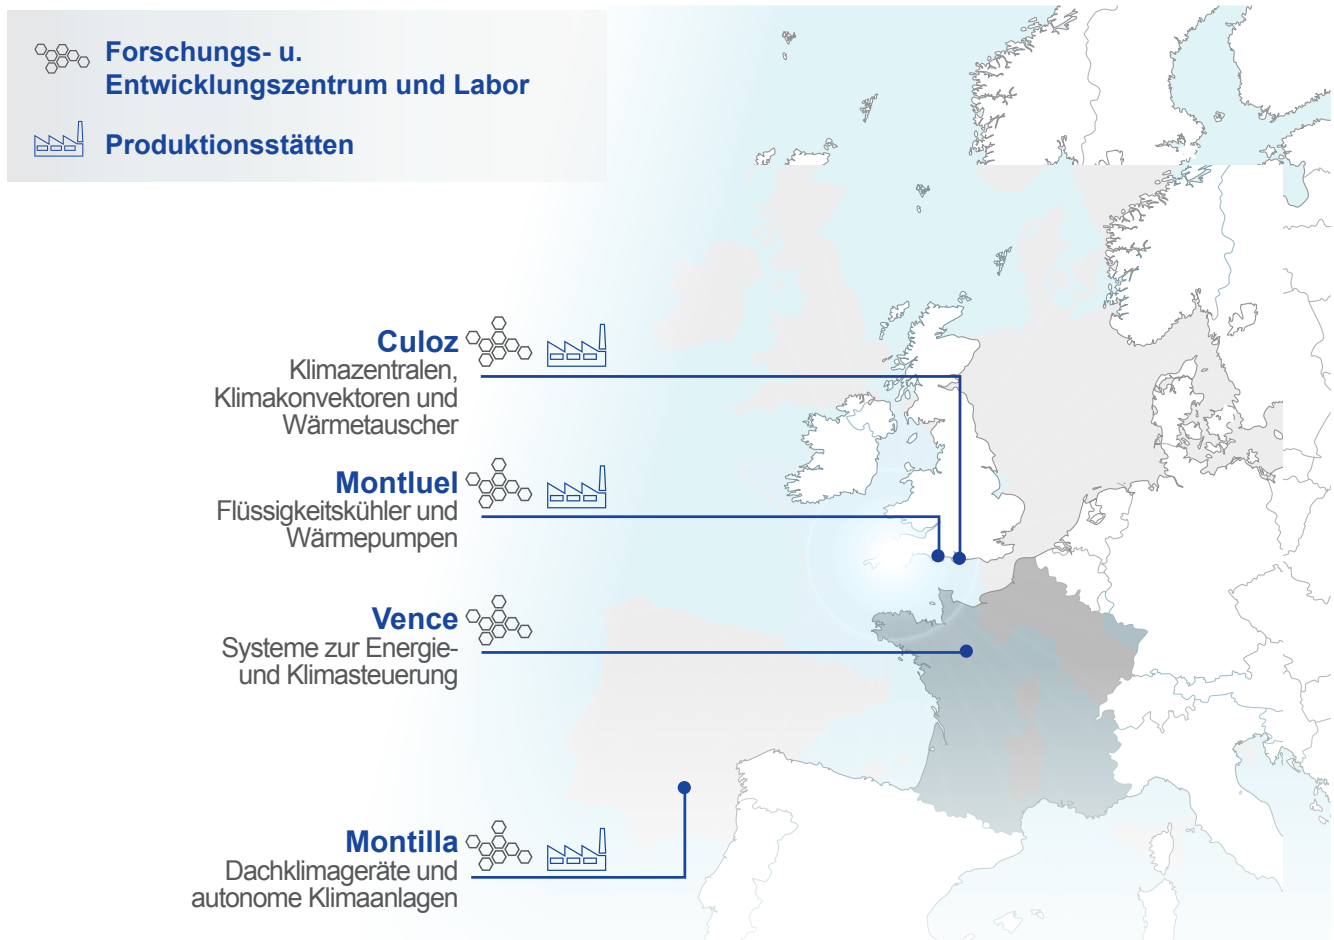 Forschungs- u.
Entwicklungszentrum und Labor
Produktionsstätten
Culoz
Klimazentralen,
Klimakonvektoren und
Wärmetauscher
Montluel
Flüssigkeitskühler und
Wärmepumpen
Vence
Systeme zur Energie-
und Klimasteuerung
Montilla
Dachklimageräte und
autonome Klimaanlagen